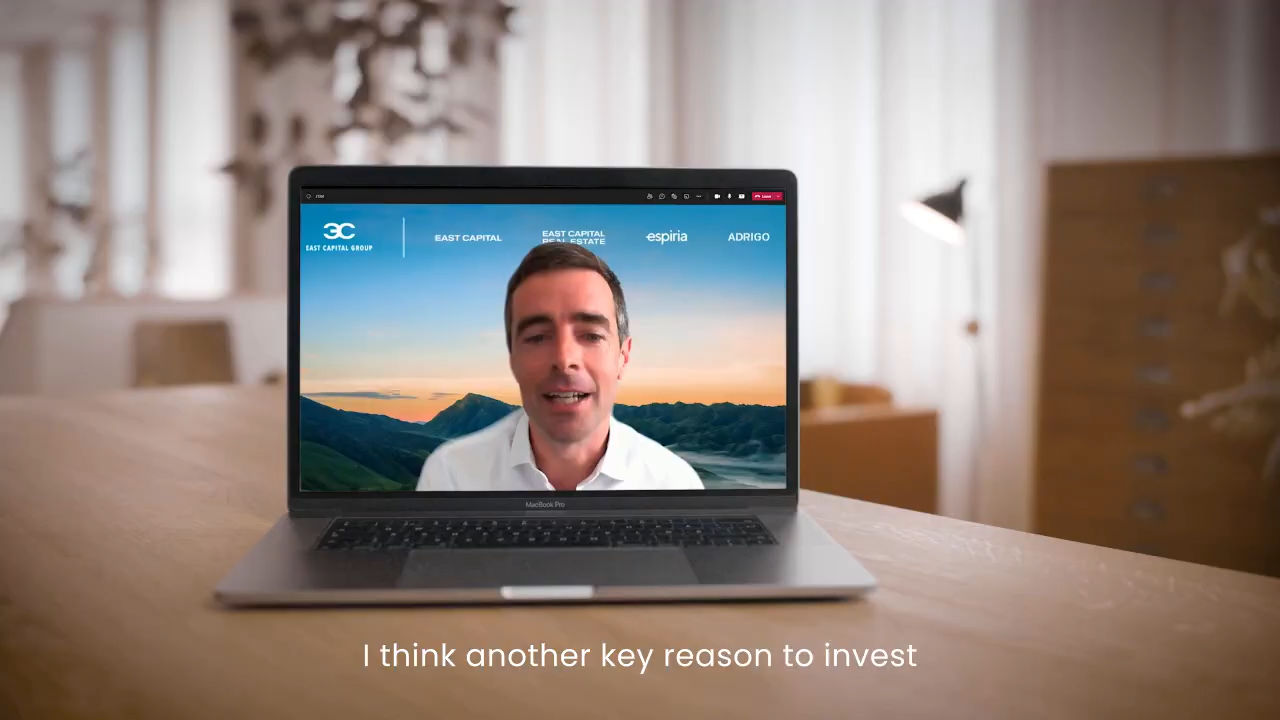 Leave
EAST CAPITAL GROUP
EAST CAPITAL
EAST CAPITAL
REAL ESTATE
espiria
ADRIGO
MacBook Pro
I think another key reason to invest